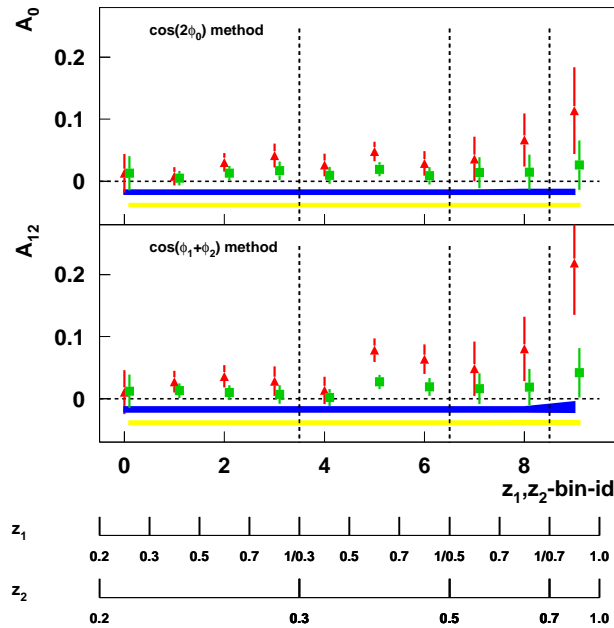 A₀
cos(2ϕ₀) method
0.2
0.1
0
A₁₂
cos(ϕ₁+ϕ₂) method
0.2
0.1
0
0 2 4 6 8
z₁,z₂-bin-id
z₁
0.2 0.3 0.5 0.7 1/0.3 0.5 0.7 1/0.5 0.7 1/0.7 1.0
z₂
0.2 0.3 0.5 0.7 1.0